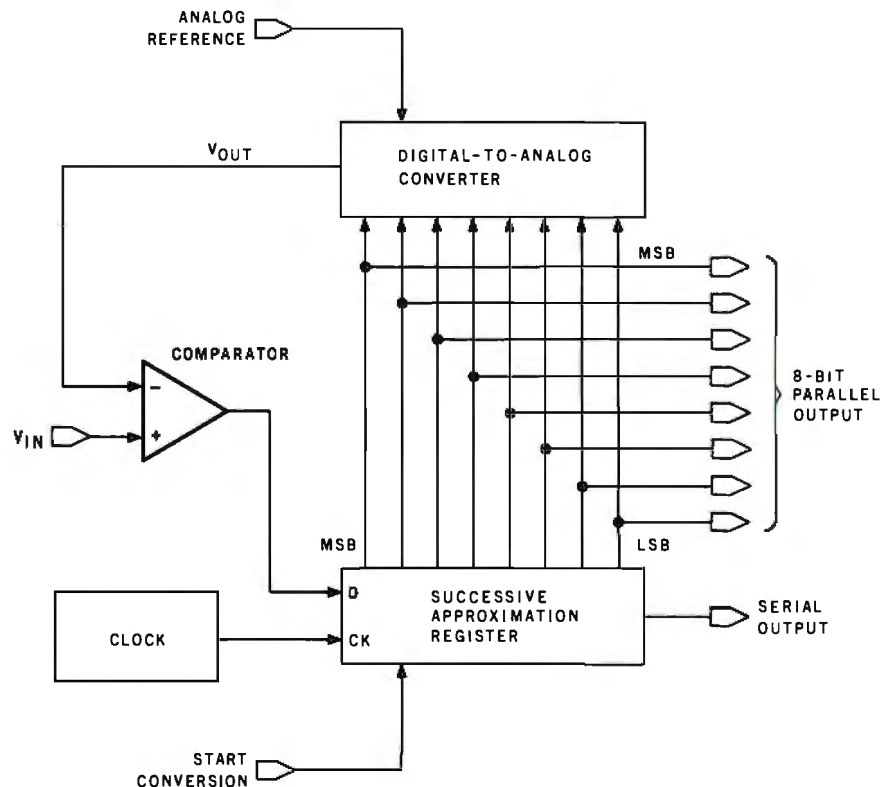 ANALOG
REFERENCE
VOUT
DIGITAL-TO-ANALOG
CONVERTER
MSB
COMPARATOR
-
+
VIN
8-BIT
PARALLEL
OUTPUT
MSB
LSB
D
CK
SUCCESSIVE
APPROXIMATION
REGISTER
SERIAL
OUTPUT
CLOCK
START
CONVERSION